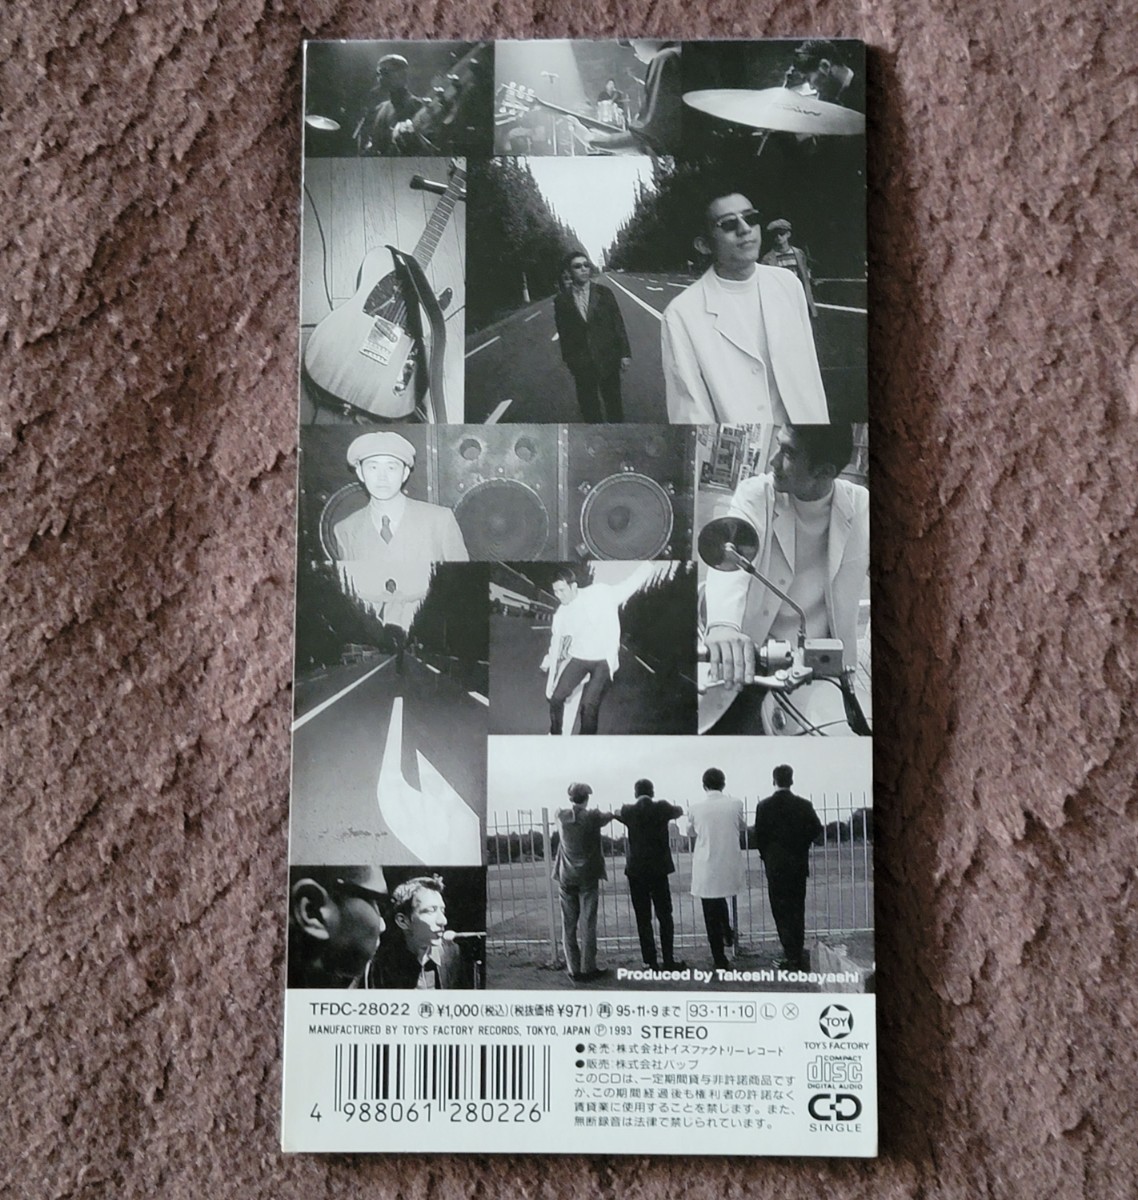 Produced by Takeshi Kobayashi
TFDC-28022 再 ¥1,000(税込)(税抜価格 ¥971) 再 95・11・9まで 93・11・10 L X
MANUFACTURED BY TOY'S FACTORY RECORDS, TOKYO, JAPAN Ⓟ1993 STEREO
●発売：株式会社トイズファクトリーレコード
●販売：株式会社バップ
このCDは、一定期間貸与非許諾商品です
が、この期間経過後も権利者の許諾なく
賃貸業に使用することを禁じます。また、
無断録音は法律で禁じられています。
4 988061 280226
TOY
TOY'S FACTORY
COMPACT
disc
DIGITAL AUDIO
CD
SINGLE